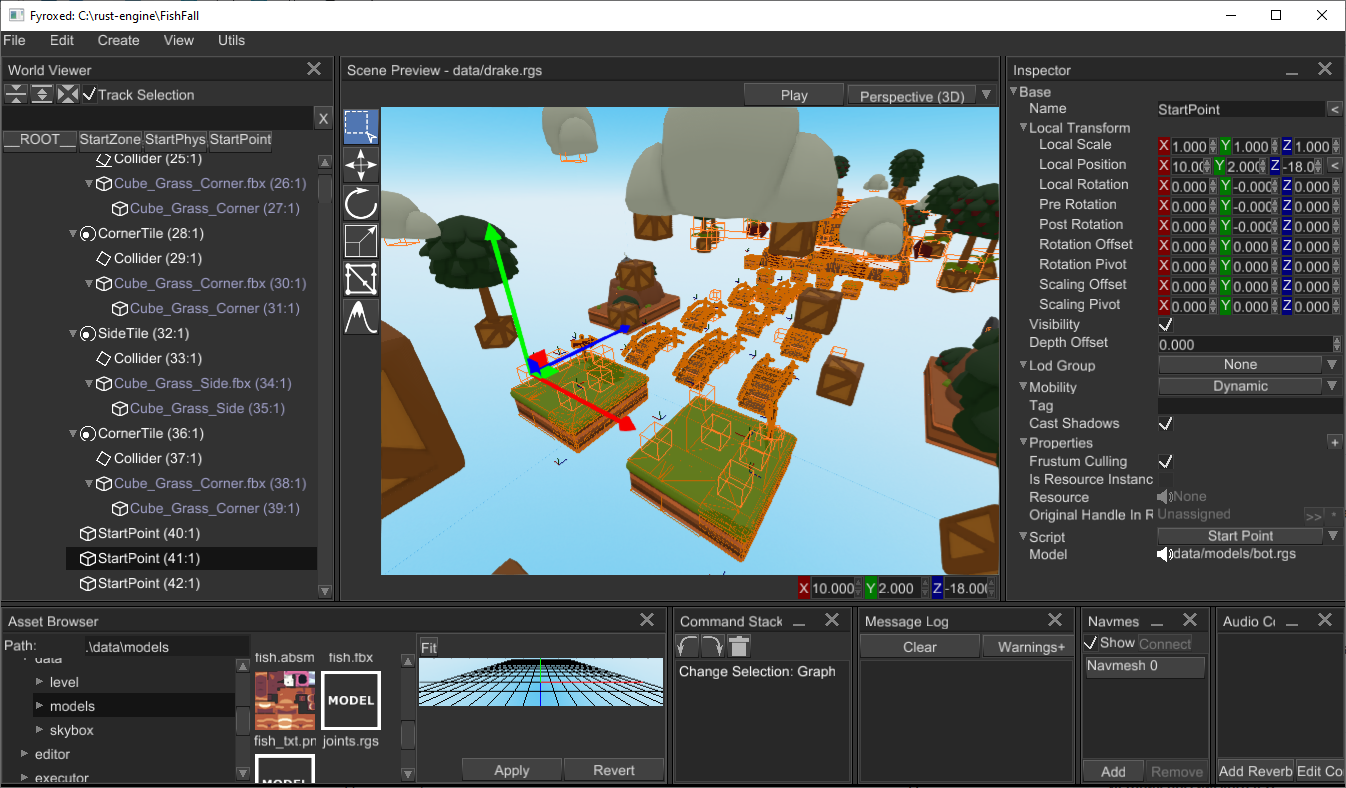 Fyroxed: C:\rust-engine\FishFall
File Edit Create View Utils
World Viewer
Track Selection
X
__ROOT__ StartZone StartPhys StartPoint
Collider (25:1)
Cube_Grass_Corner.fbx (26:1)
Cube_Grass_Corner (27:1)
CornerTile (28:1)
Collider (29:1)
Cube_Grass_Corner.fbx (30:1)
Cube_Grass_Corner (31:1)
SideTile (32:1)
Collider (33:1)
Cube_Grass_Side.fbx (34:1)
Cube_Grass_Side (35:1)
CornerTile (36:1)
Collider (37:1)
Cube_Grass_Corner.fbx (38:1)
Cube_Grass_Corner (39:1)
StartPoint (40:1)
StartPoint (41:1)
StartPoint (42:1)
Scene Preview - data/drake.rgs
Play Perspective (3D)
X 10.000 Y 2.000 Z -18.00
Inspector
Base
Name StartPoint <
Local Transform
Local Scale X 1.000 Y 1.000 Z 1.000
Local Position X 10.00 Y 2.000 Z -18.0 <
Local Rotation X 0.000 Y -0.000 Z 0.000
Pre Rotation X 0.000 Y -0.000 Z 0.000
Post Rotation X 0.000 Y -0.000 Z 0.000
Rotation Offset X 0.000 Y 0.000 Z 0.000
Rotation Pivot X 0.000 Y 0.000 Z 0.000
Scaling Offset X 0.000 Y 0.000 Z 0.000
Scaling Pivot X 0.000 Y 0.000 Z 0.000
Visibility
Depth Offset 0.000
Lod Group None
Mobility Dynamic
Tag
Cast Shadows
Properties +
Frustum Culling
Is Resource Instanc
Resource None
Original Handle In R Unassigned >> *
Script Start Point
Model data/models/bot.rgs
Asset Browser
Path: .\data\models
data
level
models
skybox
editor
executor
fish.absm fish.fbx
MODEL
fish_txt.pn joints.rgs
MODEL
Fit
Apply Revert
Command Stack
Change Selection: Graph
Message Log
Clear Warnings+
Navmes
Show Connect
Navmesh 0
Add Remove
Audio Co
Add Reverb Edit Co